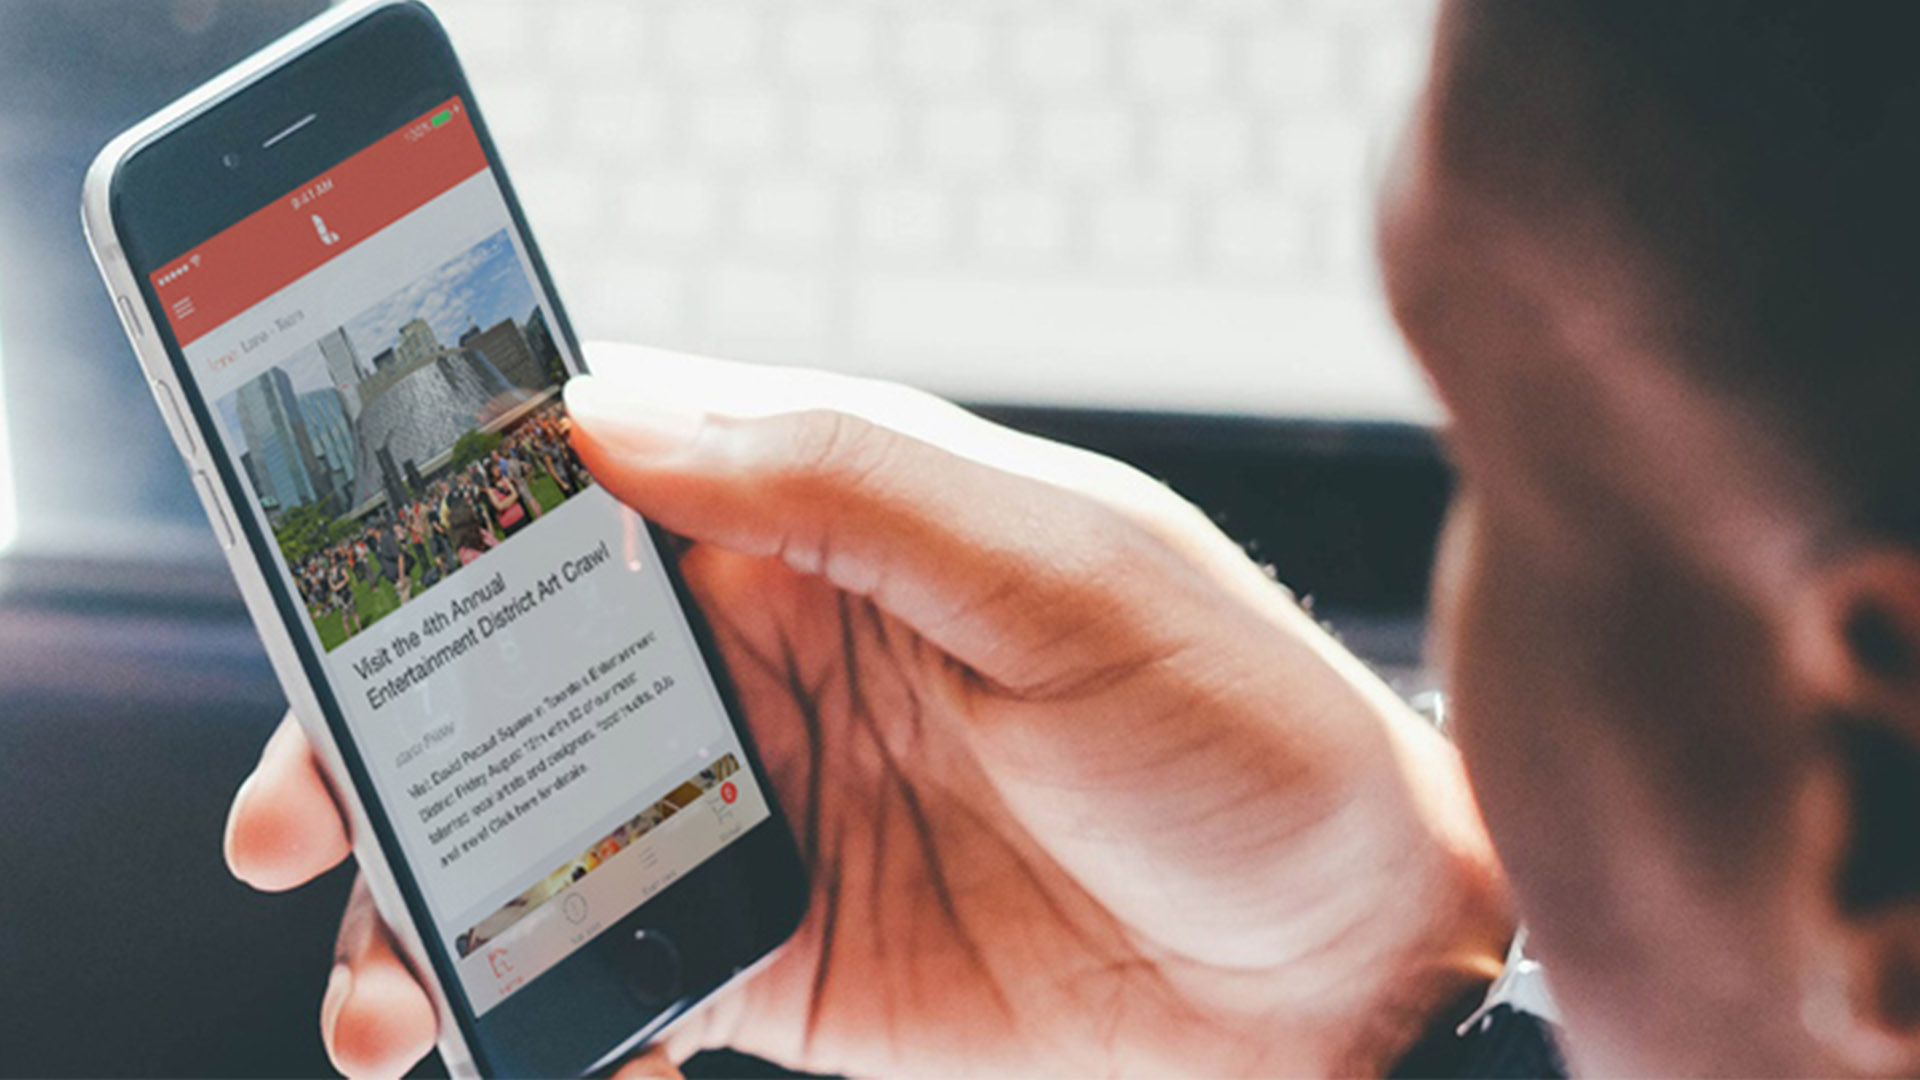 100%
9:41 AM
Visit the 4th Annual
Entertainment District Art Crawl
Friday
Visit David Pecaut Square in Toronto's Entertainment
District Friday August 12th with 82 of our most
talented local artists and designers, food trucks, DJs,
and more! Click here for details.